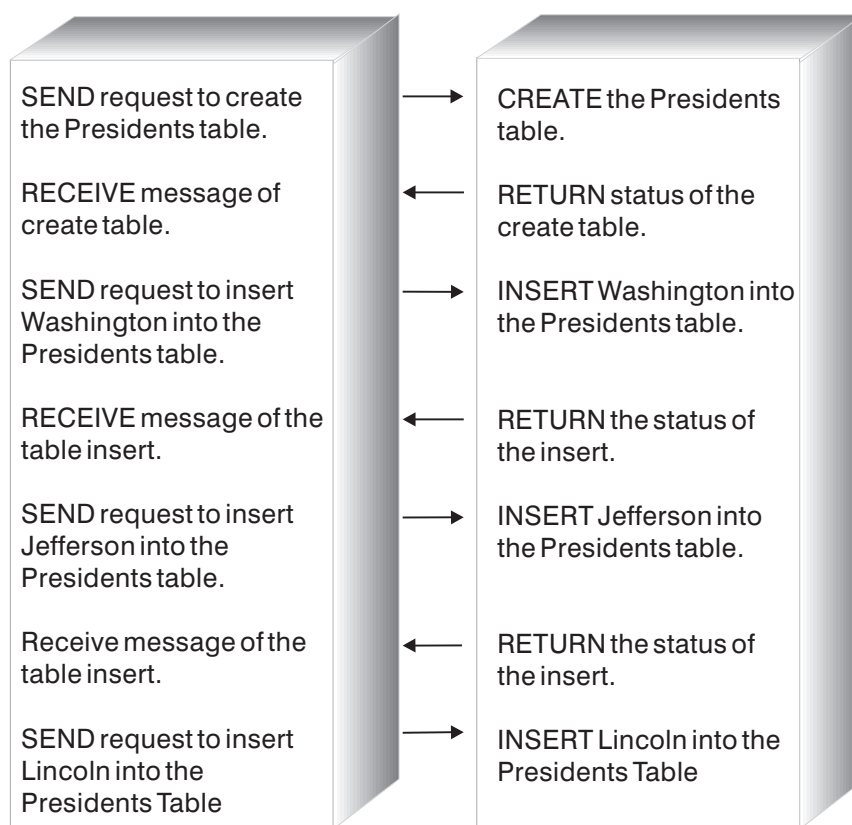 SEND request to create
the Presidents table.
RECEIVE message of
create table.
SEND request to insert
Washington into the
Presidents table.
RECEIVE message of the
table insert.
SEND request to insert
Jefferson into the
Presidents table.
Receive message of the
table insert.
SEND request to insert
Lincoln into the
Presidents Table
CREATE the Presidents
table.
RETURN status of the
create table.
INSERT Washington into
the Presidents table.
RETURN the status of
the insert.
INSERT Jefferson into
the Presidents table.
RETURN the status of
the insert.
INSERT Lincoln into the
Presidents Table